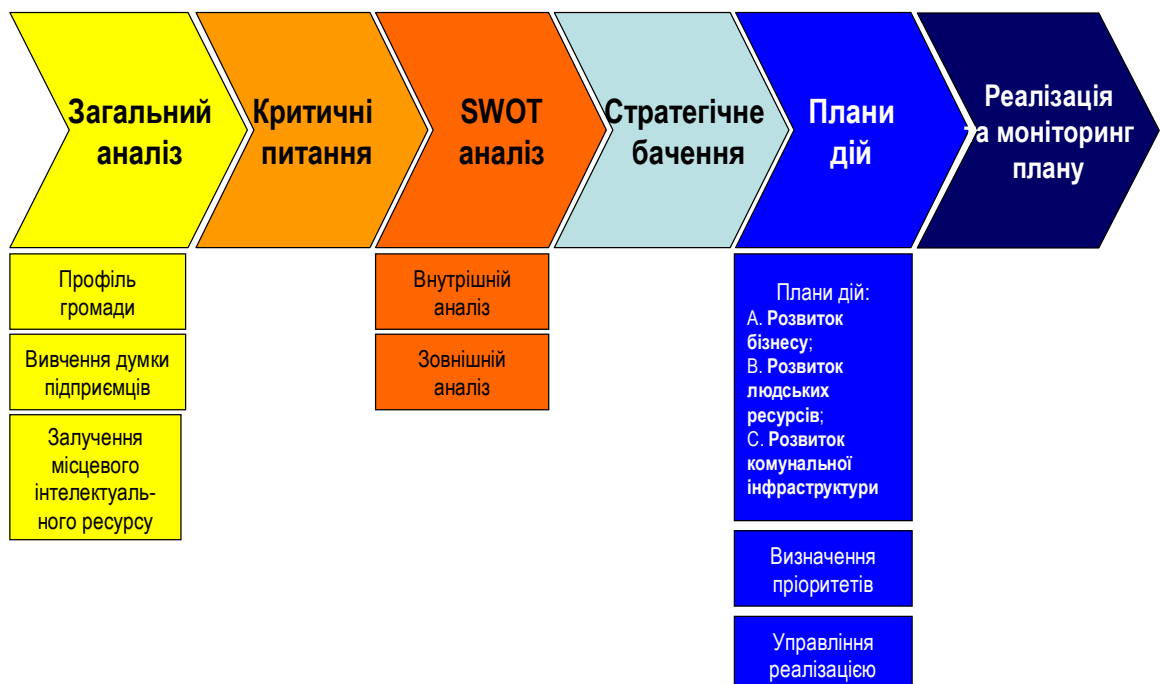 Загальний
аналіз
Критичні
питання
SWOT
аналіз
Стратегічне
бачення
Плани
дій
Реалізація
та моніторинг
плану
Профіль
громади
Вивчення думки
підприємців
Залучення
місцевого
інтелектуаль-
ного ресурсу
Внутрішній
аналіз
Зовнішній
аналіз
Плани дій:
А. Розвиток
бізнесу;
В. Розвиток
людських
ресурсів;
С. Розвиток
комунальної
інфраструктури
Визначення
пріоритетів
Управління
реалізацією